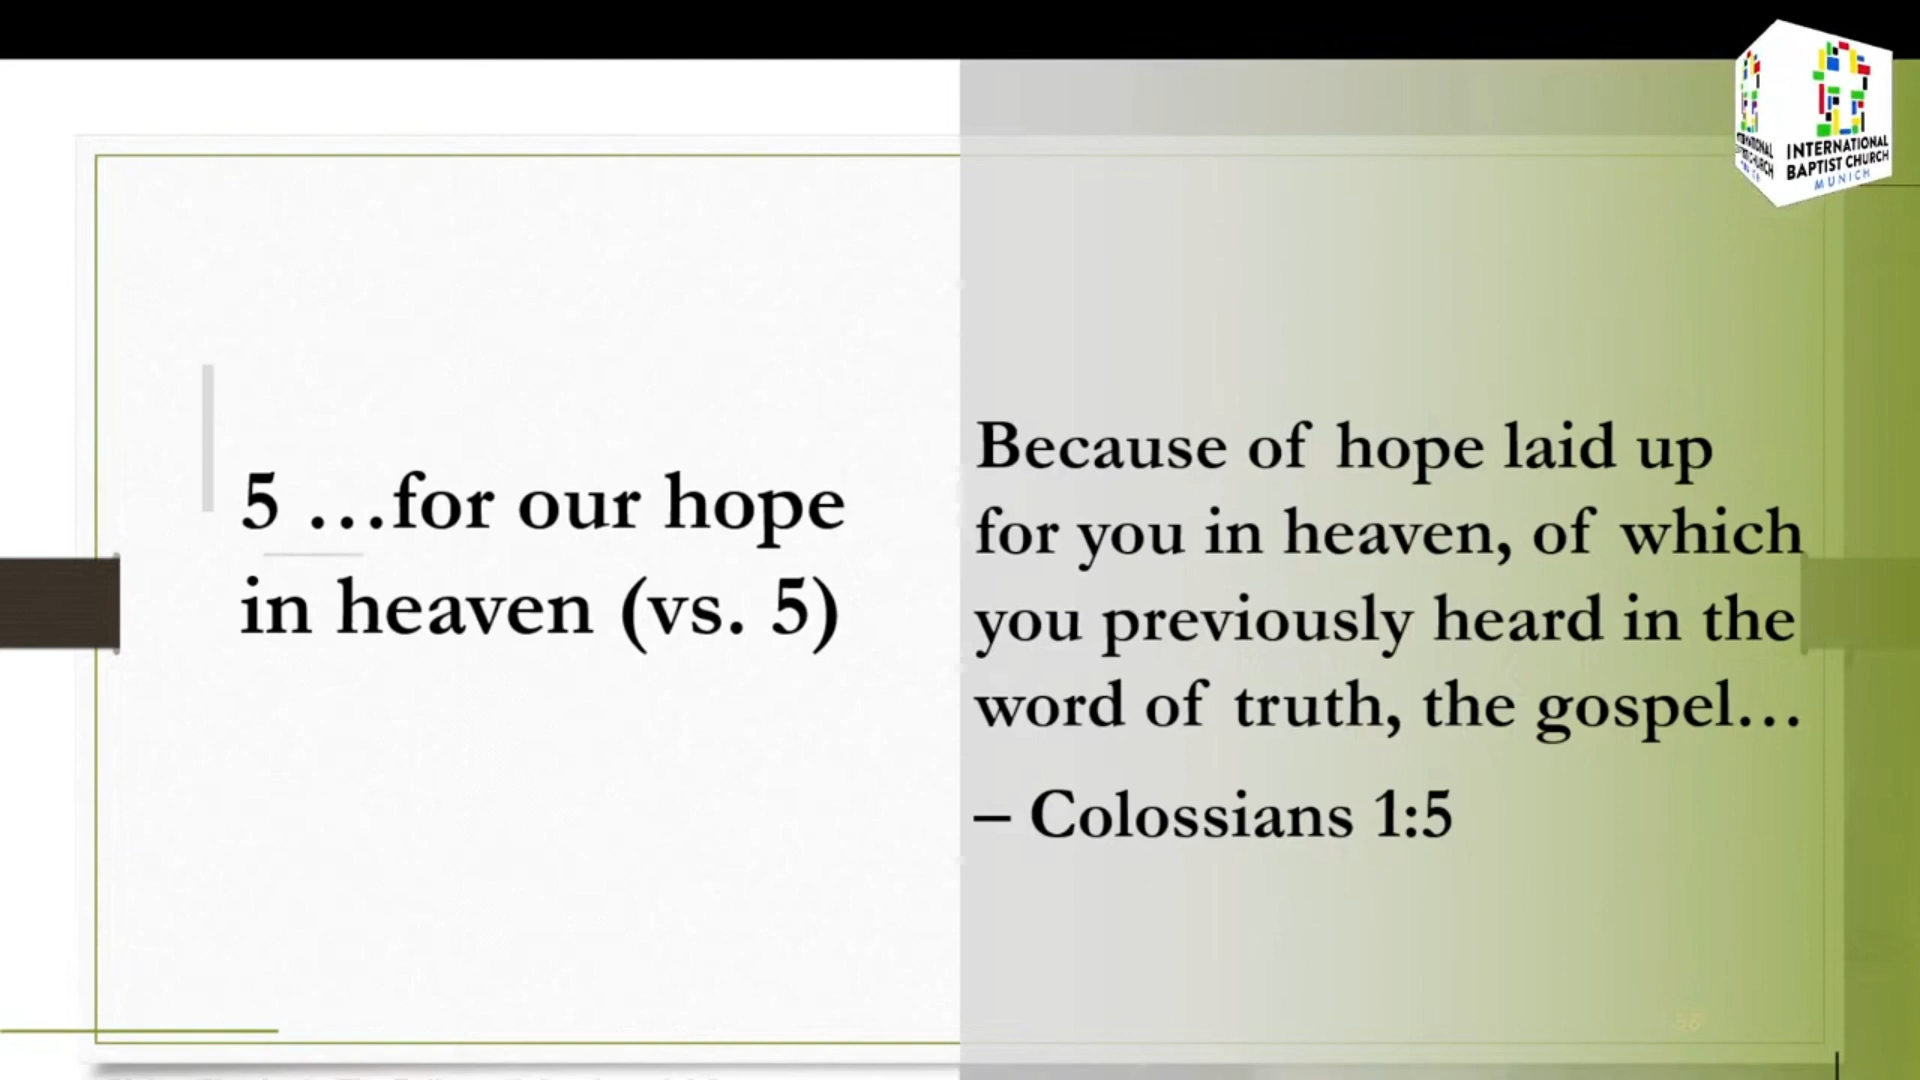 INTERNATIONAL
BAPTIST CHURCH
MUNICH
5 …for our hope
in heaven (vs. 5)
Because of hope laid up
for you in heaven, of which
you previously heard in the
word of truth, the gospel…
– Colossians 1:5